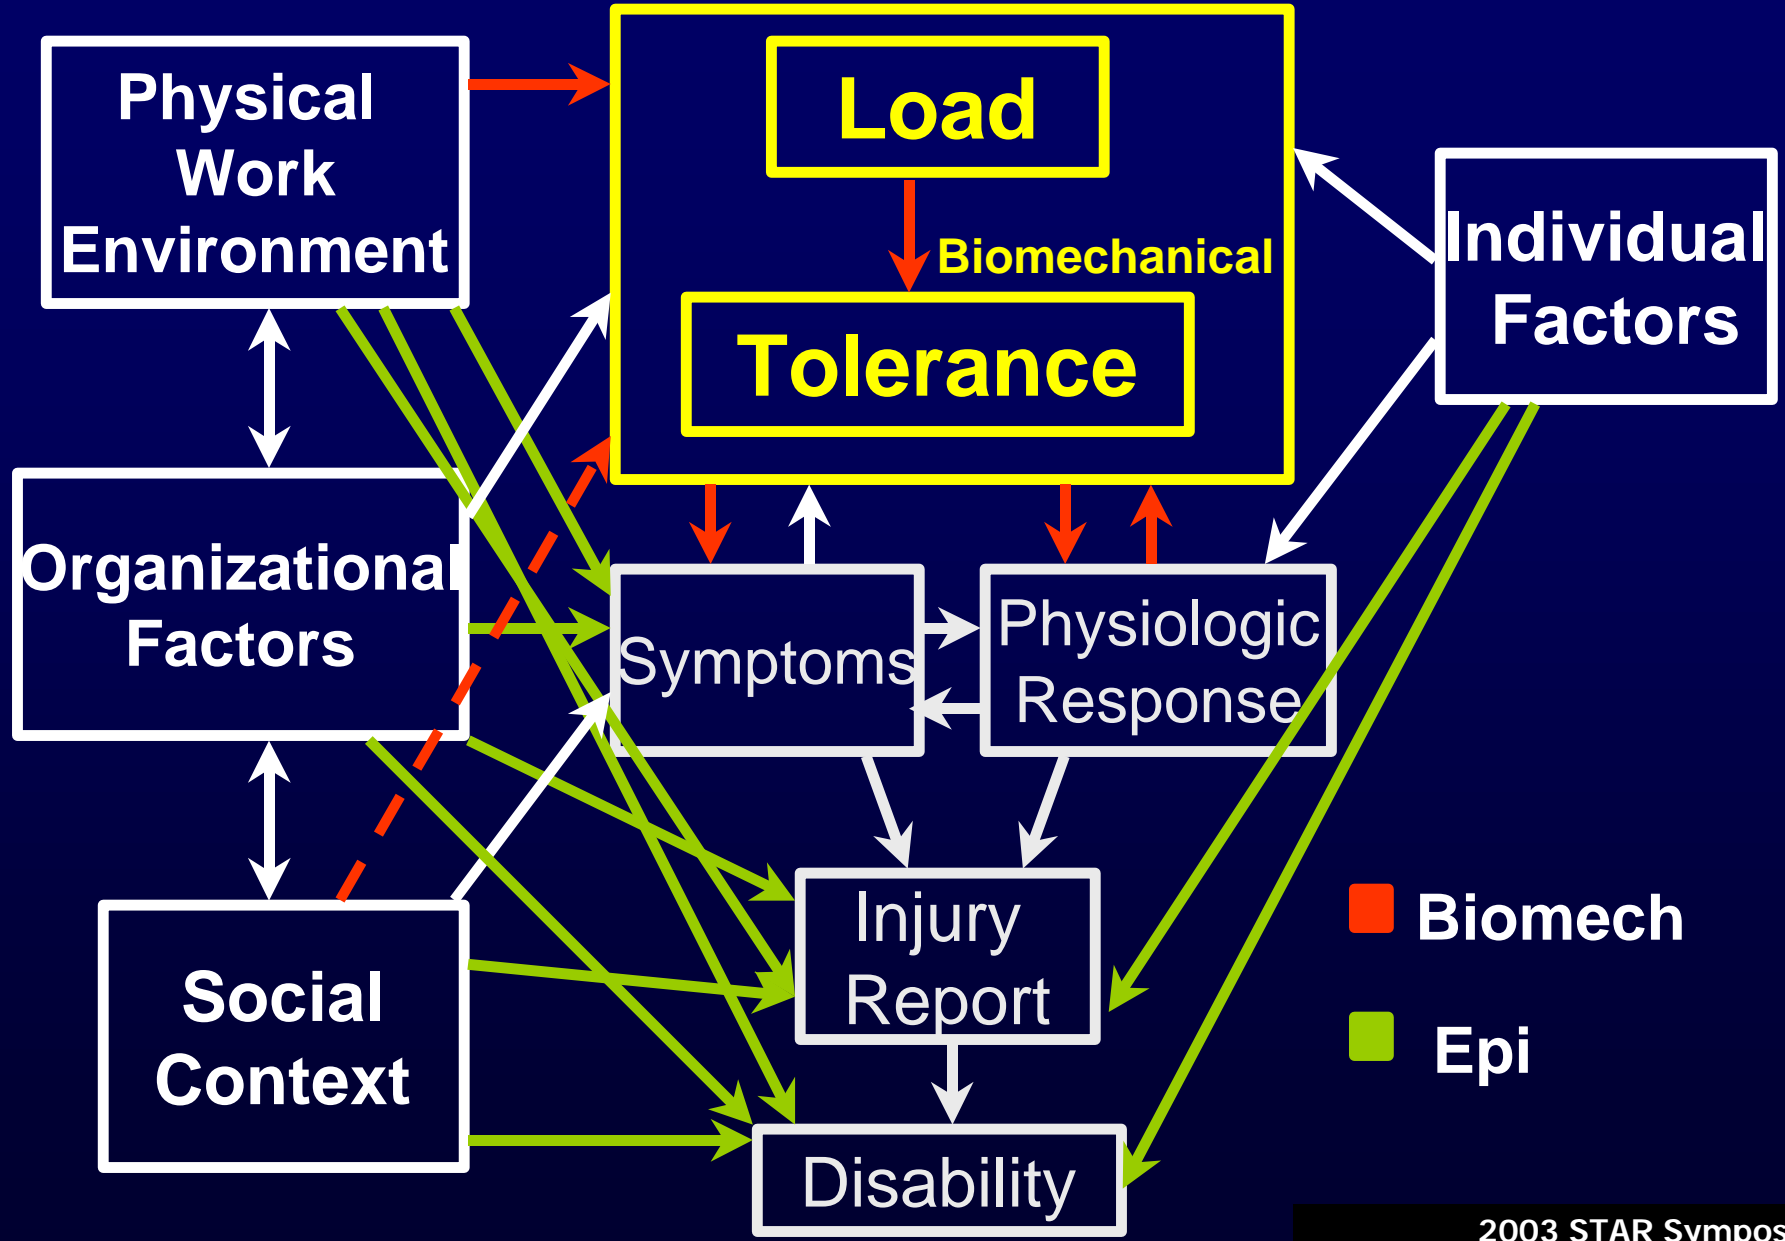 Physical
Work
Environment
Load
Biomechanical
Tolerance
Individual
Factors
Organizational
Factors
Symptoms
Physiologic
Response
Social
Context
Injury
Report
Disability
Biomech
Epi
2003 STAR Sympos